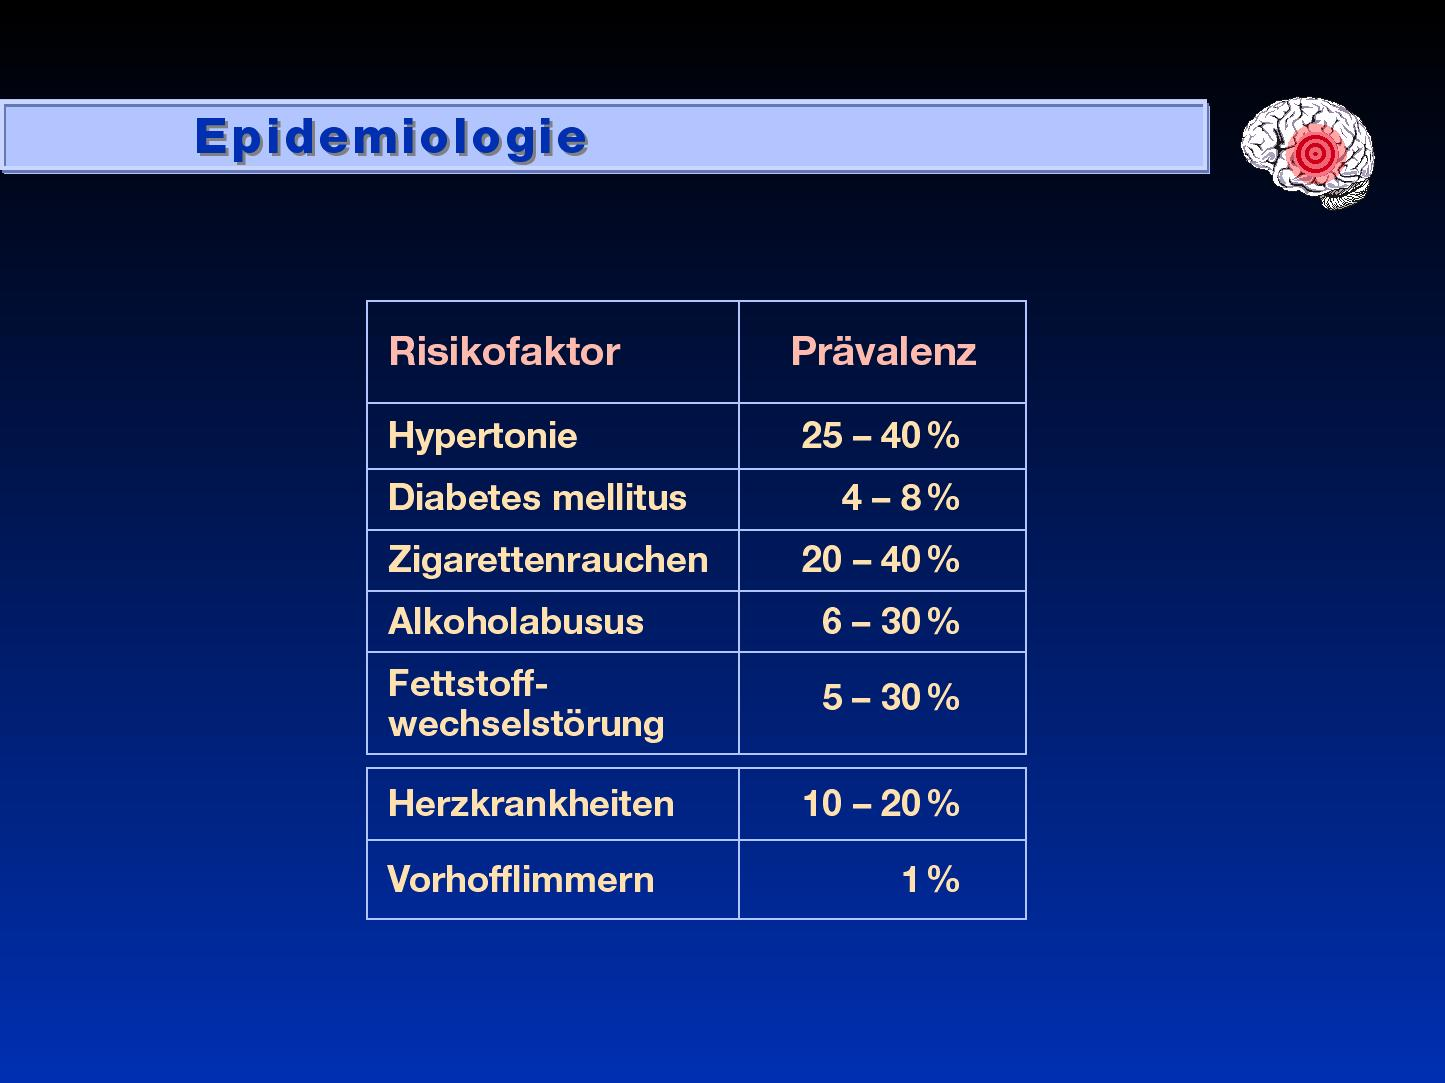 Epidemiologie
Risikofaktor Prävalenz
Hypertonie 25 – 40 %
Diabetes mellitus 4 – 8 %
Zigarettenrauchen 20 – 40 %
Alkoholabusus 6 – 30 %
Fettstoff-
wechselstörung 5 – 30 %
Herzkrankheiten 10 – 20 %
Vorhofflimmern 1 %